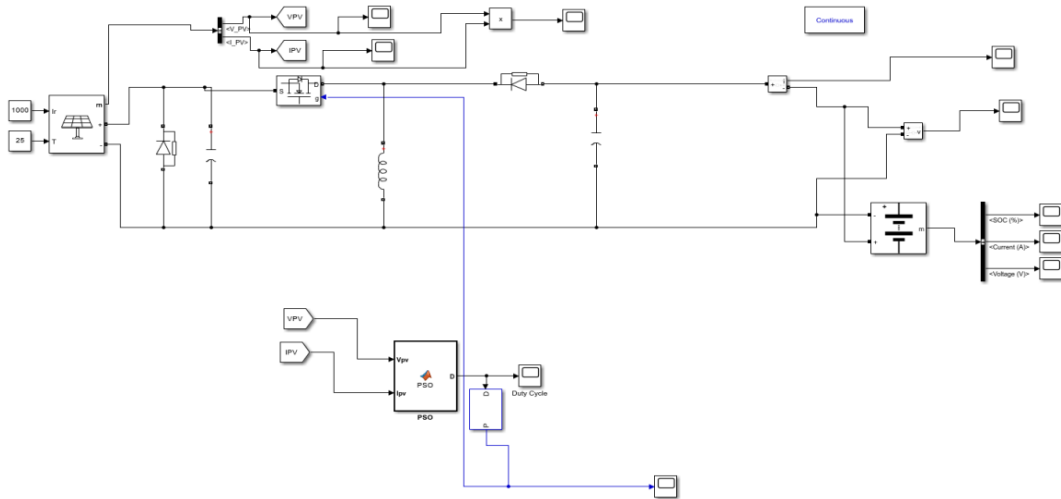 VPV
<V_PV>
<I_PV>
IPV
×
Continuous
S
D
g
1000
Ir
m
+
25
T
-
+
i
-
+
-
v
+
-
+
m
<SOC (%)>
<Current (A)>
<Voltage (V)>
VPV
IPV
Vpv
PSO
D
Ipv
PSO
Duty Cycle
D
P